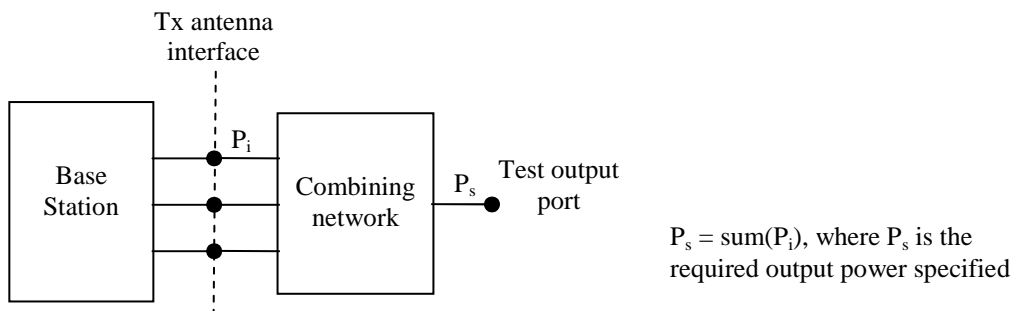 Tx antenna
interface
Base
Station
P_i
Combining
network
P_s
Test output
port
P_s = sum(P_i), where P_s is the
required output power specified